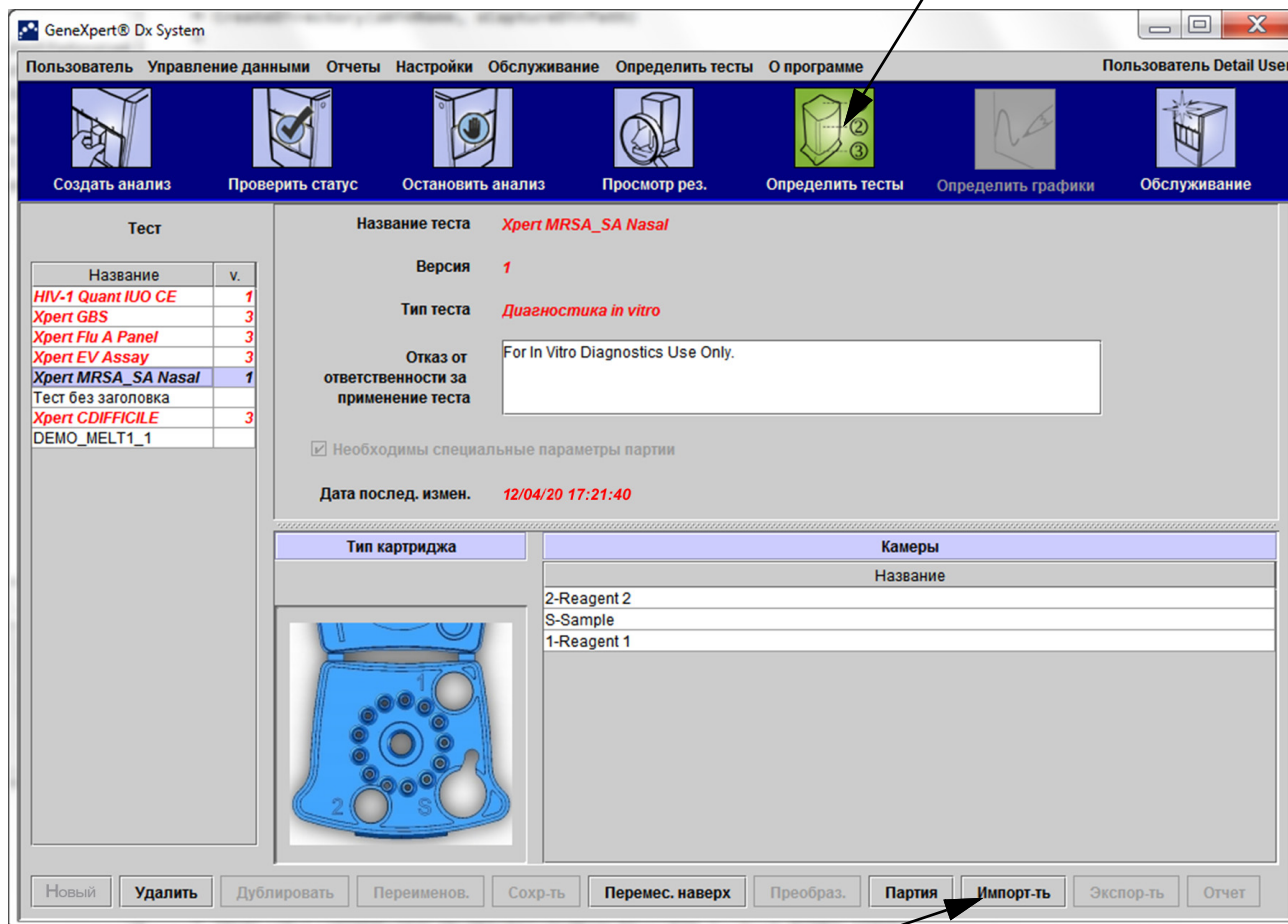 GeneXpert® Dx System
Пользователь Управление данными Отчеты Настройки Обслуживание Определить тесты О программе Пользователь Detail User
Создать анализ Проверить статус Остановить анализ Просмотр рез. Определить тесты Определить графики Обслуживание
Тест
Название v.
HIV-1 Quant IUO CE 1
Xpert GBS 3
Xpert Flu A Panel 3
Xpert EV Assay 3
Xpert MRSA_SA Nasal 1
Тест без заголовка
Xpert CDIFFICILE 3
DEMO_MELT1_1
Название теста Xpert MRSA_SA Nasal
Версия 1
Тип теста Диагностика in vitro
Отказ от
ответственности за
применение теста
For In Vitro Diagnostics Use Only.
Необходимы специальные параметры партии
Дата послед. измен. 12/04/20 17:21:40
Тип картриджа
Камеры
Название
2-Reagent 2
S-Sample
1-Reagent 1
1
2 S
2
3
Новый Удалить Дублировать Переименов. Сохр-ть Перемес. наверх Преобраз. Партия Импорт-ть Экспор-ть Отчет